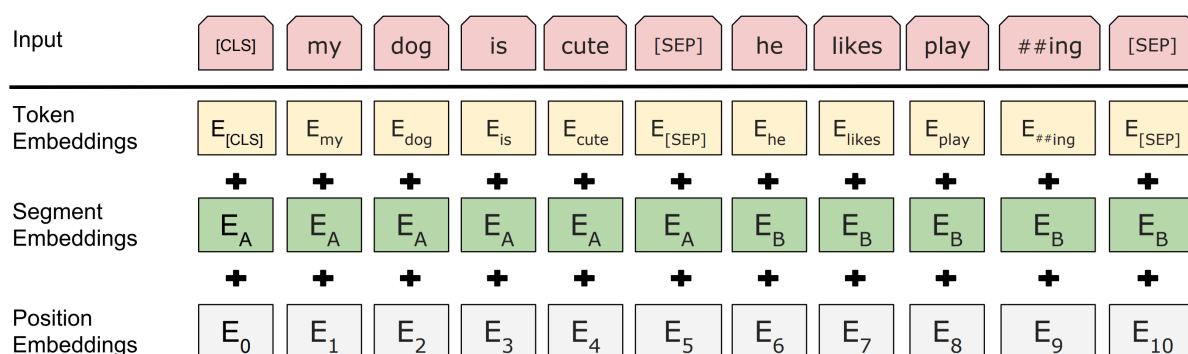 Input [CLS] my dog is cute [SEP] he likes play ##ing [SEP]
Token
Embeddings
E[CLS] Emy Edog Eis Ecute E[SEP] Ehe Elikes Eplay E##ing E[SEP]
+ + + + + + + + + + +
Segment
Embeddings
EA EA EA EA EA EA EB EB EB EB EB
+ + + + + + + + + + +
Position
Embeddings
E0 E1 E2 E3 E4 E5 E6 E7 E8 E9 E10